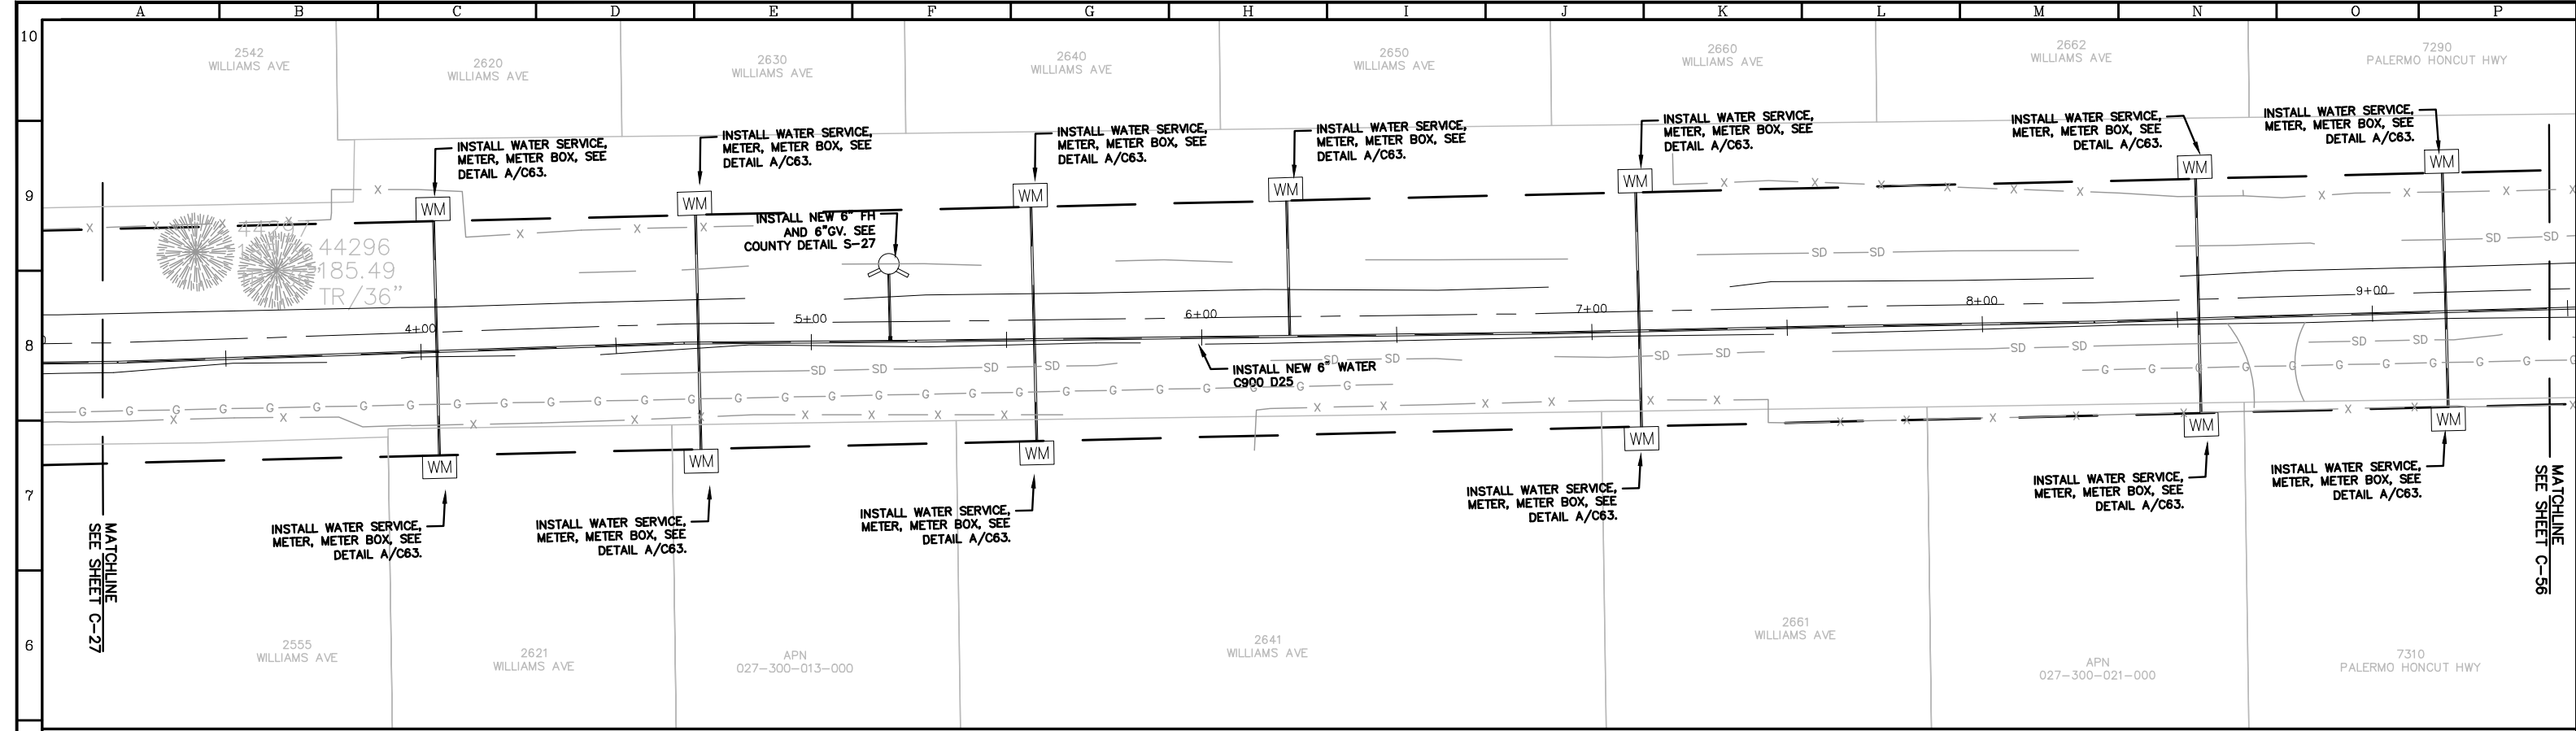 A B C D E F G H I J K L M N O P
10
2542
WILLIAMS AVE
2620
WILLIAMS AVE
2630
WILLIAMS AVE
2640
WILLIAMS AVE
2650
WILLIAMS AVE
2660
WILLIAMS AVE
2662
WILLIAMS AVE
7290
PALERMO HONCUT HWY
INSTALL WATER SERVICE,
METER, METER BOX, SEE
DETAIL A/C63.
INSTALL WATER SERVICE,
METER, METER BOX, SEE
DETAIL A/C63.
INSTALL WATER SERVICE,
METER, METER BOX, SEE
DETAIL A/C63.
INSTALL WATER SERVICE,
METER, METER BOX, SEE
DETAIL A/C63.
INSTALL WATER SERVICE,
METER, METER BOX, SEE
DETAIL A/C63.
INSTALL WATER SERVICE,
METER, METER BOX, SEE
DETAIL A/C63.
INSTALL WATER SERVICE,
METER, METER BOX, SEE
DETAIL A/C63.
9
WM WM WM WM WM WM WM
X X X X X X X X X X X X X X X X X
INSTALL NEW 6" FH
AND 6"GV. SEE
COUNTY DETAIL S-27
44297
44296
185.49
TR/36"
SD SD SD SD
8
4+00 5+00 6+00 7+00 8+00 9+00
INSTALL NEW 6" WATER
C900 D25
SD SD SD SD SD SD SD SD SD SD SD SD
G G G G G G G G G G G G G G G G G G G G G G G G G G G G G G G G G G G G G G G
X X X X X X X X X X X X X X X X X X X X X X
WM WM WM WM WM WM
7
INSTALL WATER SERVICE,
METER, METER BOX, SEE
DETAIL A/C63.
INSTALL WATER SERVICE,
METER, METER BOX, SEE
DETAIL A/C63.
INSTALL WATER SERVICE,
METER, METER BOX, SEE
DETAIL A/C63.
INSTALL WATER SERVICE,
METER, METER BOX, SEE
DETAIL A/C63.
INSTALL WATER SERVICE,
METER, METER BOX, SEE
DETAIL A/C63.
INSTALL WATER SERVICE,
METER, METER BOX, SEE
DETAIL A/C63.
MATCHLINE
SEE SHEET C-27
MATCHLINE
SEE SHEET C-56
6
2555
WILLIAMS AVE
2621
WILLIAMS AVE
APN
027-300-013-000
2641
WILLIAMS AVE
2661
WILLIAMS AVE
APN
027-300-021-000
7310
PALERMO HONCUT HWY